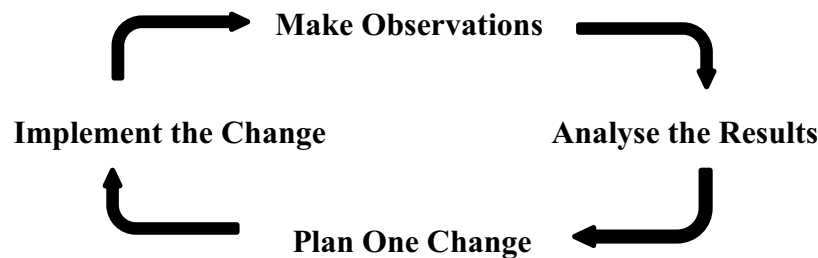 Make Observations
Implement the Change
Analyse the Results
Plan One Change